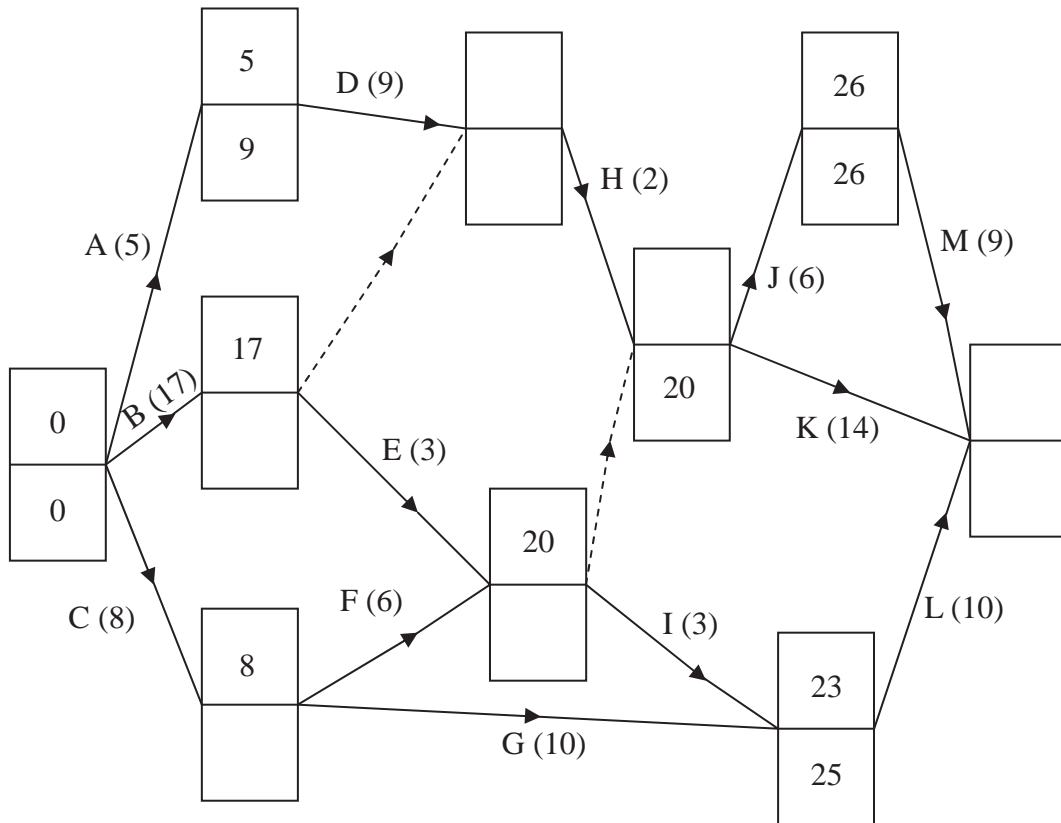 5
9
D (9)
26
26
H (2)
A (5)
M (9)
J (6)
17
20
0
0
B (17)
K (14)
E (3)
20
C (8)
F (6)
I (3)
L (10)
8
23
25
G (10)